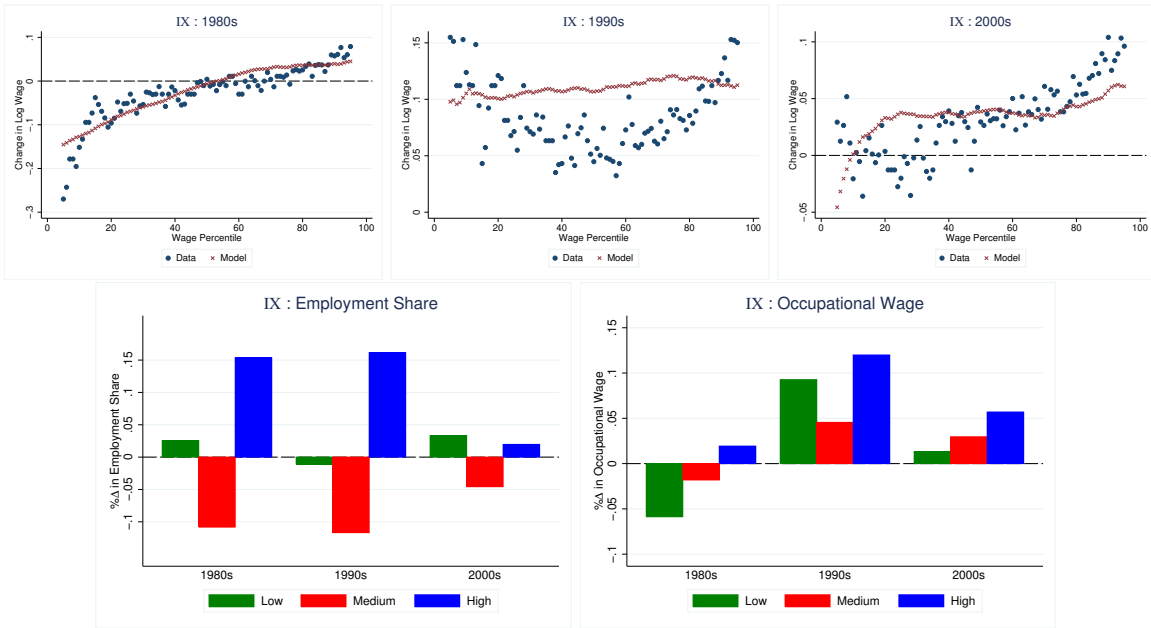 IX : 1980s
Change in Log Wage
.1
0
-.1
-.2
-.3
0 20 40 60 80 100
Wage Percentile
Data Model
IX : 1990s
Change in Log Wage
.15
.1
.05
0
0 20 40 60 80 100
Wage Percentile
Data Model
IX : 2000s
Change in Log Wage
.1
.05
0
-.05
0 20 40 60 80 100
Wage Percentile
Data Model
IX : Employment Share
%Δ in Employment Share
.15
.1
.05
0
-.05
-.1
1980s 1990s 2000s
Low Medium High
IX : Occupational Wage
%Δ in Occupational Wage
.15
.1
.05
0
-.05
-.1
1980s 1990s 2000s
Low Medium High